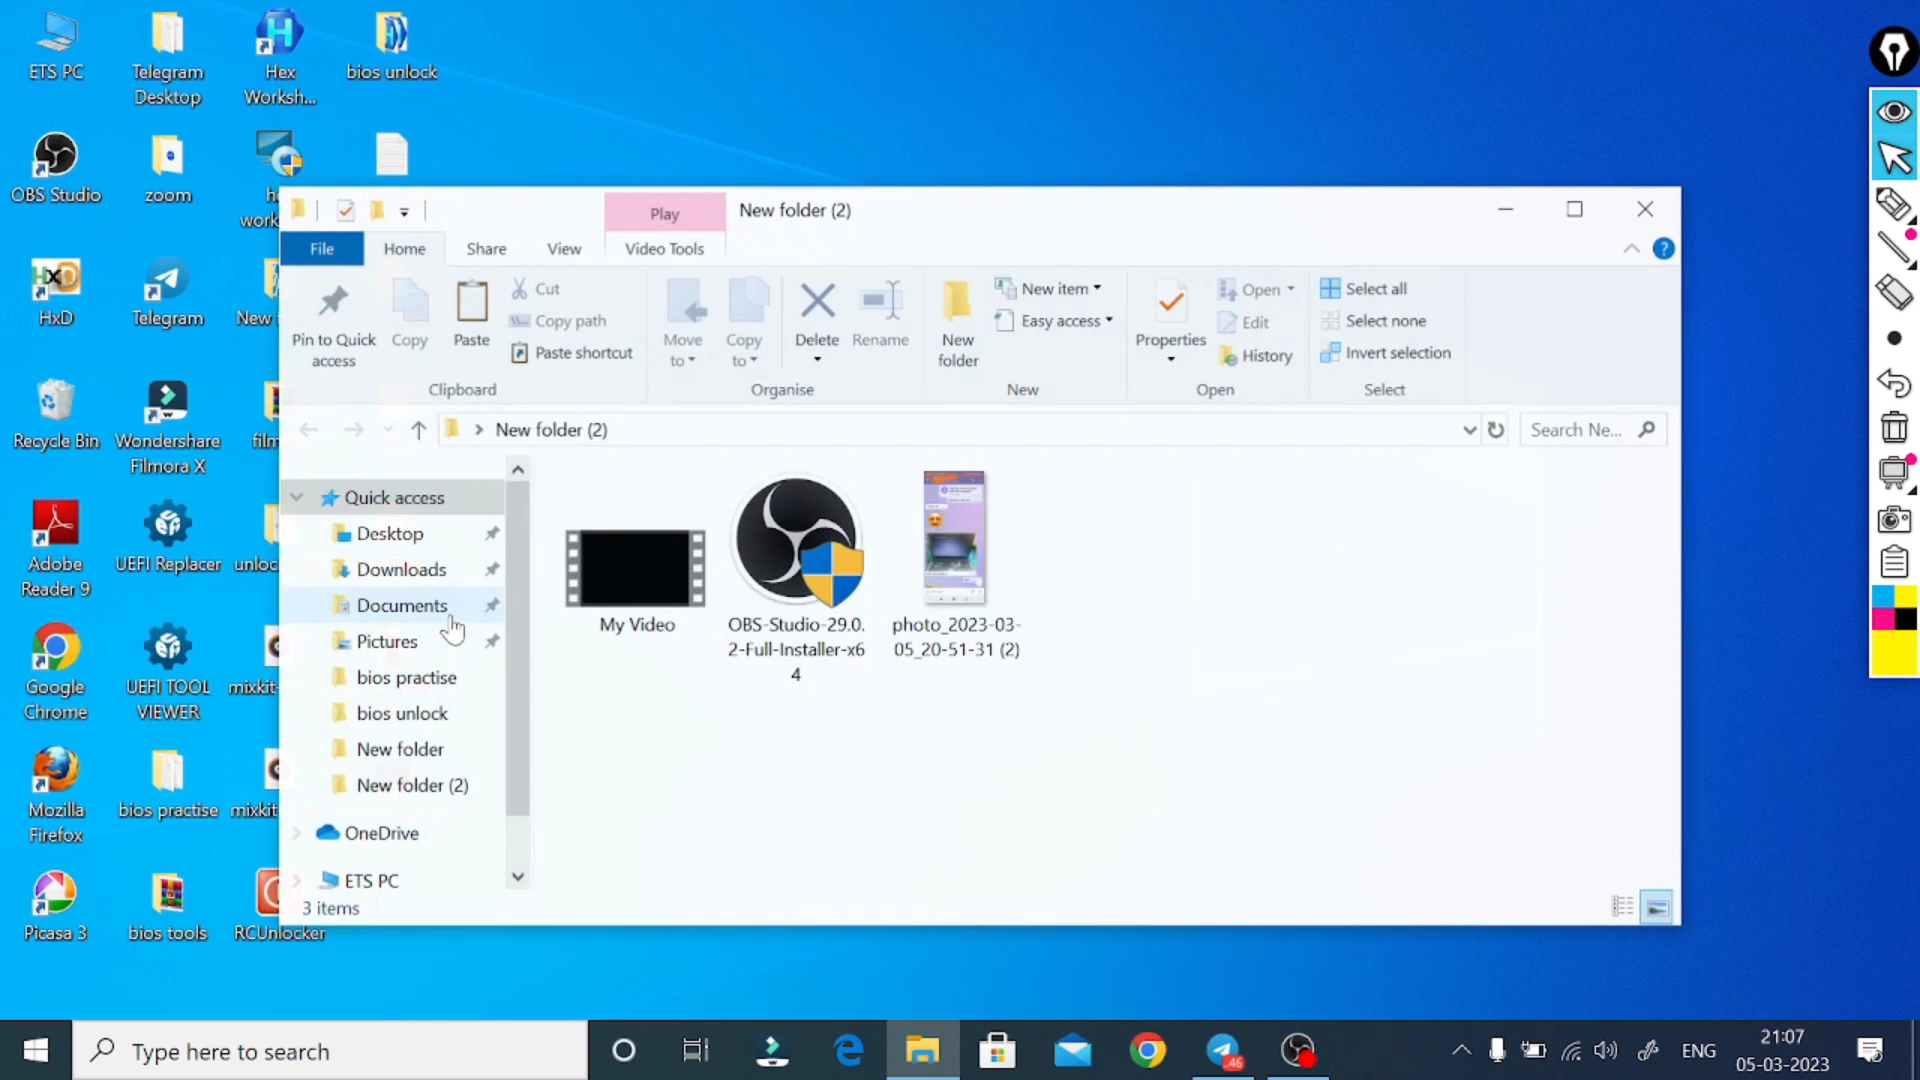 ETS PC
Telegram
Desktop
Hex
Worksh...
bios unlock
OBS Studio
zoom
HxD
Telegram
Recycle Bin
Wondershare
Filmora X
Adobe
Reader 9
UEFI Replacer
Google
Chrome
UEFI TOOL
VIEWER
Mozilla
Firefox
bios practise
Picasa 3
bios tools
RCUnlocker
Play
New folder (2)
File
Home
Share
View
Video Tools
Pin to Quick
access
Copy
Paste
Cut
Copy path
Paste shortcut
Clipboard
Move
to
Copy
to
Delete
Rename
Organise
New
folder
New item
Easy access
New
Properties
Open
Edit
History
Open
Select all
Select none
Invert selection
Select
New folder (2)
Search Ne...
Quick access
Desktop
Downloads
Documents
Pictures
bios practise
bios unlock
New folder
New folder (2)
OneDrive
ETS PC
3 items
My Video
OBS-Studio-29.0.
2-Full-Installer-x6
4
photo_2023-03-
05_20-51-31 (2)
Type here to search
46
ENG
21:07
05-03-2023